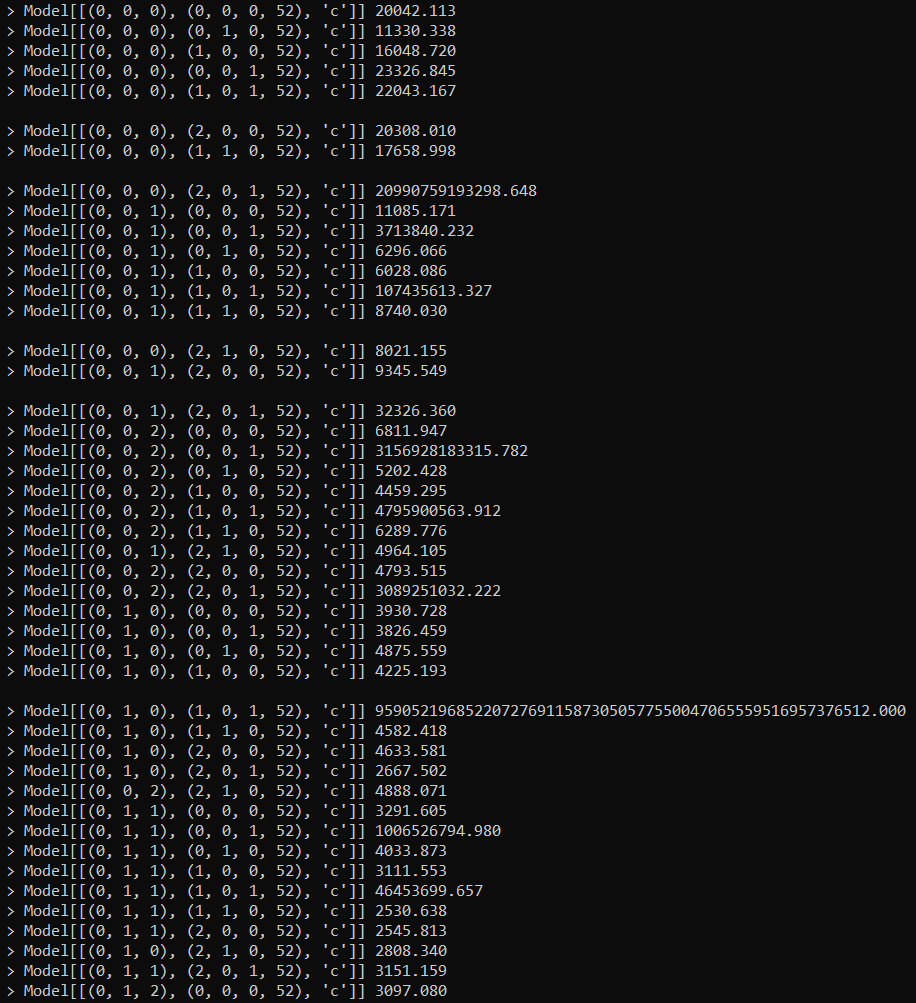 > Model[[(0, 0, 0), (0, 0, 0, 52), 'c']] 20042.113
> Model[[(0, 0, 0), (0, 1, 0, 52), 'c']] 11330.338
> Model[[(0, 0, 0), (1, 0, 0, 52), 'c']] 16048.720
> Model[[(0, 0, 0), (0, 0, 1, 52), 'c']] 23326.845
> Model[[(0, 0, 0), (1, 0, 1, 52), 'c']] 22043.167
> Model[[(0, 0, 0), (2, 0, 0, 52), 'c']] 20308.010
> Model[[(0, 0, 0), (1, 1, 0, 52), 'c']] 17658.998
> Model[[(0, 0, 0), (2, 0, 1, 52), 'c']] 20990759193298.648
> Model[[(0, 0, 1), (0, 0, 0, 52), 'c']] 11085.171
> Model[[(0, 0, 1), (0, 0, 1, 52), 'c']] 3713840.232
> Model[[(0, 0, 1), (0, 1, 0, 52), 'c']] 6296.066
> Model[[(0, 0, 1), (1, 0, 0, 52), 'c']] 6028.086
> Model[[(0, 0, 1), (1, 0, 1, 52), 'c']] 107435613.327
> Model[[(0, 0, 1), (1, 1, 0, 52), 'c']] 8740.030
> Model[[(0, 0, 0), (2, 1, 0, 52), 'c']] 8021.155
> Model[[(0, 0, 1), (2, 0, 0, 52), 'c']] 9345.549
> Model[[(0, 0, 1), (2, 0, 1, 52), 'c']] 32326.360
> Model[[(0, 0, 2), (0, 0, 0, 52), 'c']] 6811.947
> Model[[(0, 0, 2), (0, 0, 1, 52), 'c']] 3156928183315.782
> Model[[(0, 0, 2), (0, 1, 0, 52), 'c']] 5202.428
> Model[[(0, 0, 2), (1, 0, 0, 52), 'c']] 4459.295
> Model[[(0, 0, 2), (1, 0, 1, 52), 'c']] 4795900563.912
> Model[[(0, 0, 2), (1, 1, 0, 52), 'c']] 6289.776
> Model[[(0, 0, 1), (2, 1, 0, 52), 'c']] 4964.105
> Model[[(0, 0, 2), (2, 0, 0, 52), 'c']] 4793.515
> Model[[(0, 0, 2), (2, 0, 1, 52), 'c']] 3089251032.222
> Model[[(0, 1, 0), (0, 0, 0, 52), 'c']] 3930.728
> Model[[(0, 1, 0), (0, 0, 1, 52), 'c']] 3826.459
> Model[[(0, 1, 0), (0, 1, 0, 52), 'c']] 4875.559
> Model[[(0, 1, 0), (1, 0, 0, 52), 'c']] 4225.193
> Model[[(0, 1, 0), (1, 0, 1, 52), 'c']] 9590521968522072769115873050577550047065559516957376512.000
> Model[[(0, 1, 0), (1, 1, 0, 52), 'c']] 4582.418
> Model[[(0, 1, 0), (2, 0, 0, 52), 'c']] 4633.581
> Model[[(0, 1, 0), (2, 0, 1, 52), 'c']] 2667.502
> Model[[(0, 0, 2), (2, 1, 0, 52), 'c']] 4888.071
> Model[[(0, 1, 1), (0, 0, 0, 52), 'c']] 3291.605
> Model[[(0, 1, 1), (0, 0, 1, 52), 'c']] 1006526794.980
> Model[[(0, 1, 1), (0, 1, 0, 52), 'c']] 4033.873
> Model[[(0, 1, 1), (1, 0, 0, 52), 'c']] 3111.553
> Model[[(0, 1, 1), (1, 0, 1, 52), 'c']] 46453699.657
> Model[[(0, 1, 1), (1, 1, 0, 52), 'c']] 2530.638
> Model[[(0, 1, 1), (2, 0, 0, 52), 'c']] 2545.813
> Model[[(0, 1, 0), (2, 1, 0, 52), 'c']] 2808.340
> Model[[(0, 1, 1), (2, 0, 1, 52), 'c']] 3151.159
> Model[[(0, 1, 2), (0, 0, 0, 52), 'c']] 3097.080